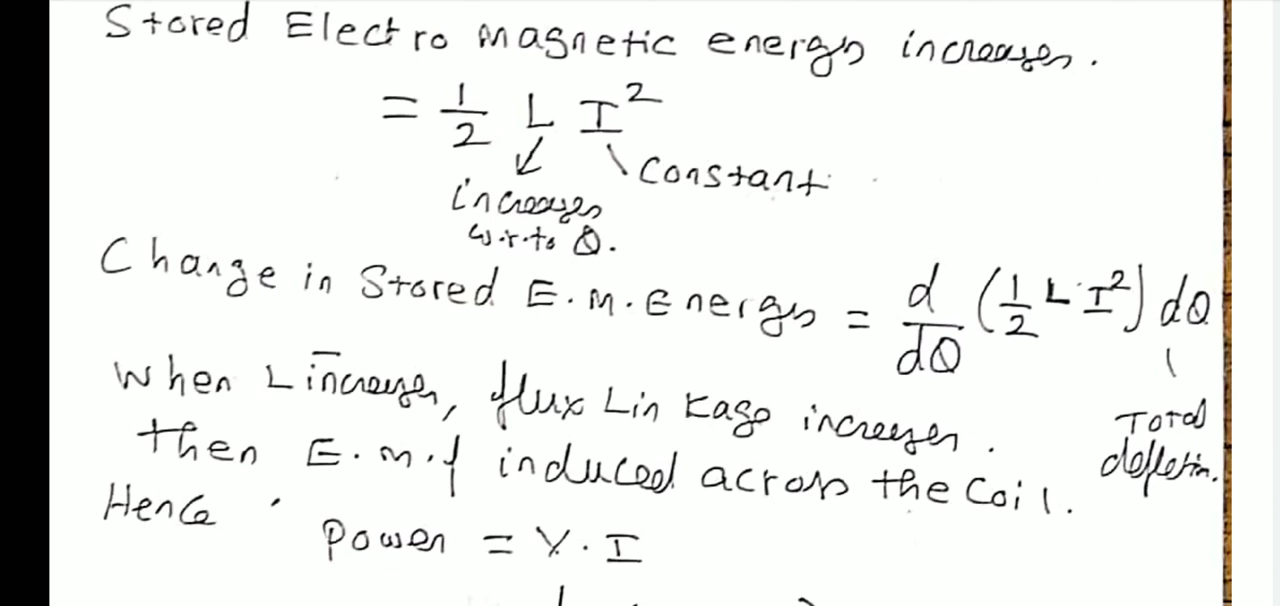 Stored Electro magnetic energy increases.
= 1/2 L I²
increases w.r.to θ.
Constant
Change in Stored E.M.Energy = d/dθ (1/2 L I²) dθ
Total deflection.
When L increases, flux Linkage increases.
then E.m.f induced across the Coil.
Hence
Power = V.I